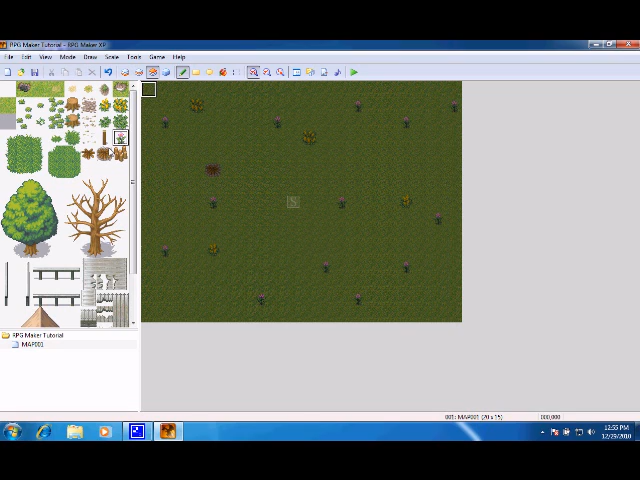 RPG Maker Tutorial - RPG Maker XP
File Edit View Mode Draw Scale Tools Game Help
S
RPG Maker Tutorial
MAP001
001: MAP001 (20 x 15) 000,000
12:55 PM
12/29/2010